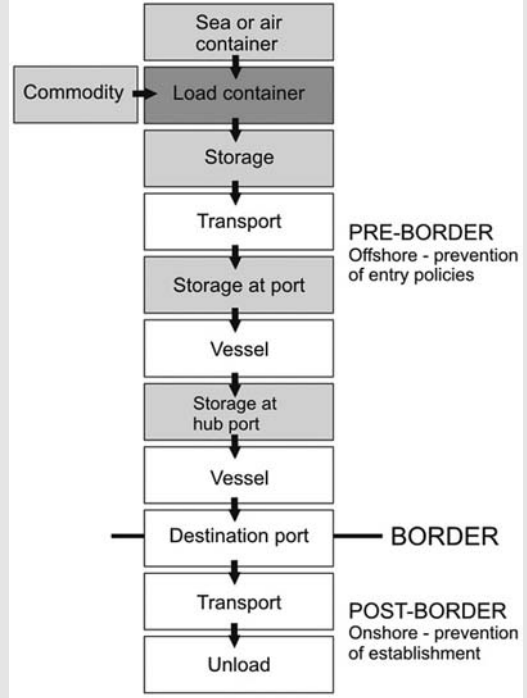 Sea or air
container
Commodity
Load container
Storage
Transport
PRE-BORDER
Offshore - prevention
of entry policies
Storage at port
Vessel
Storage at
hub port
Vessel
Destination port
BORDER
Transport
POST-BORDER
Onshore - prevention
of establishment
Unload